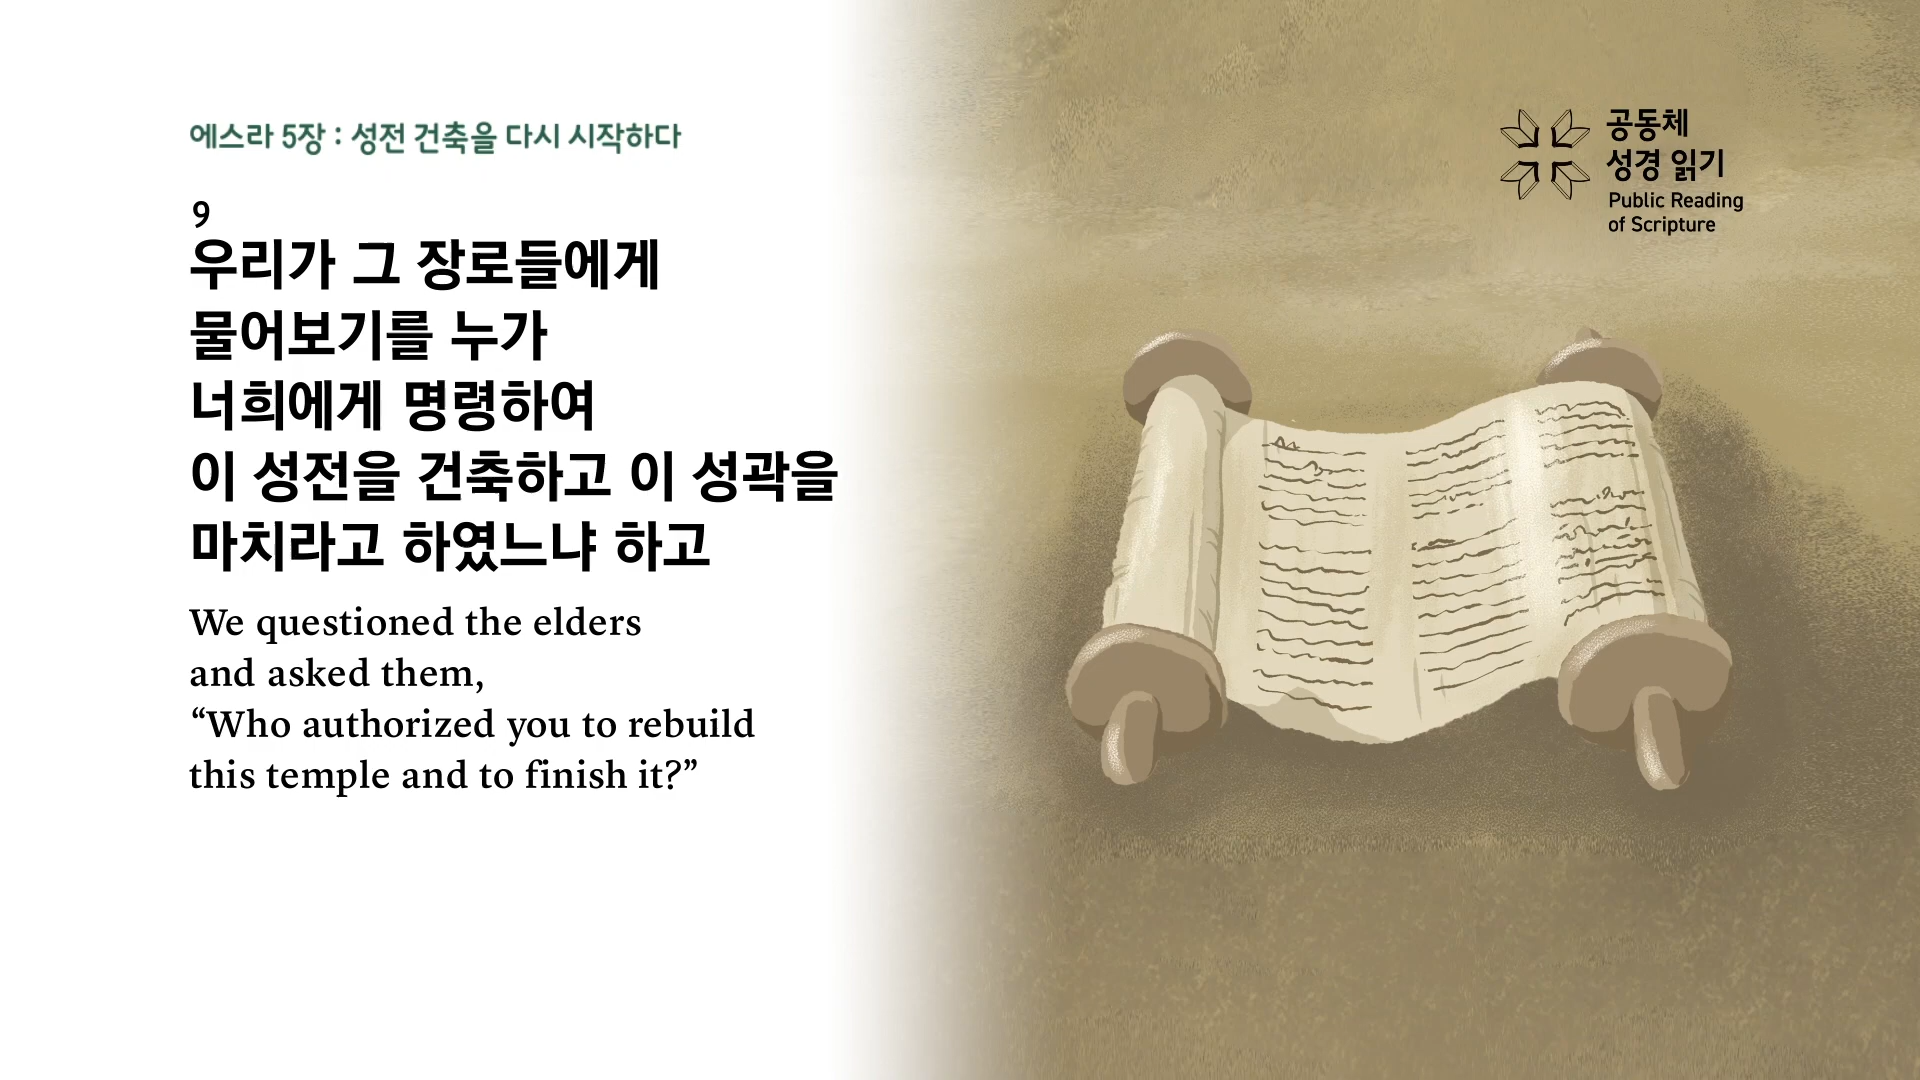 에스라 5장 : 성전 건축을 다시 시작하다
9
우리가 그 장로들에게
물어보기를 누가
너희에게 명령하여
이 성전을 건축하고 이 성곽을
마치라고 하였느냐 하고
We questioned the elders
and asked them,
“Who authorized you to rebuild
this temple and to finish it?”
공동체
성경 읽기
Public Reading
of Scripture